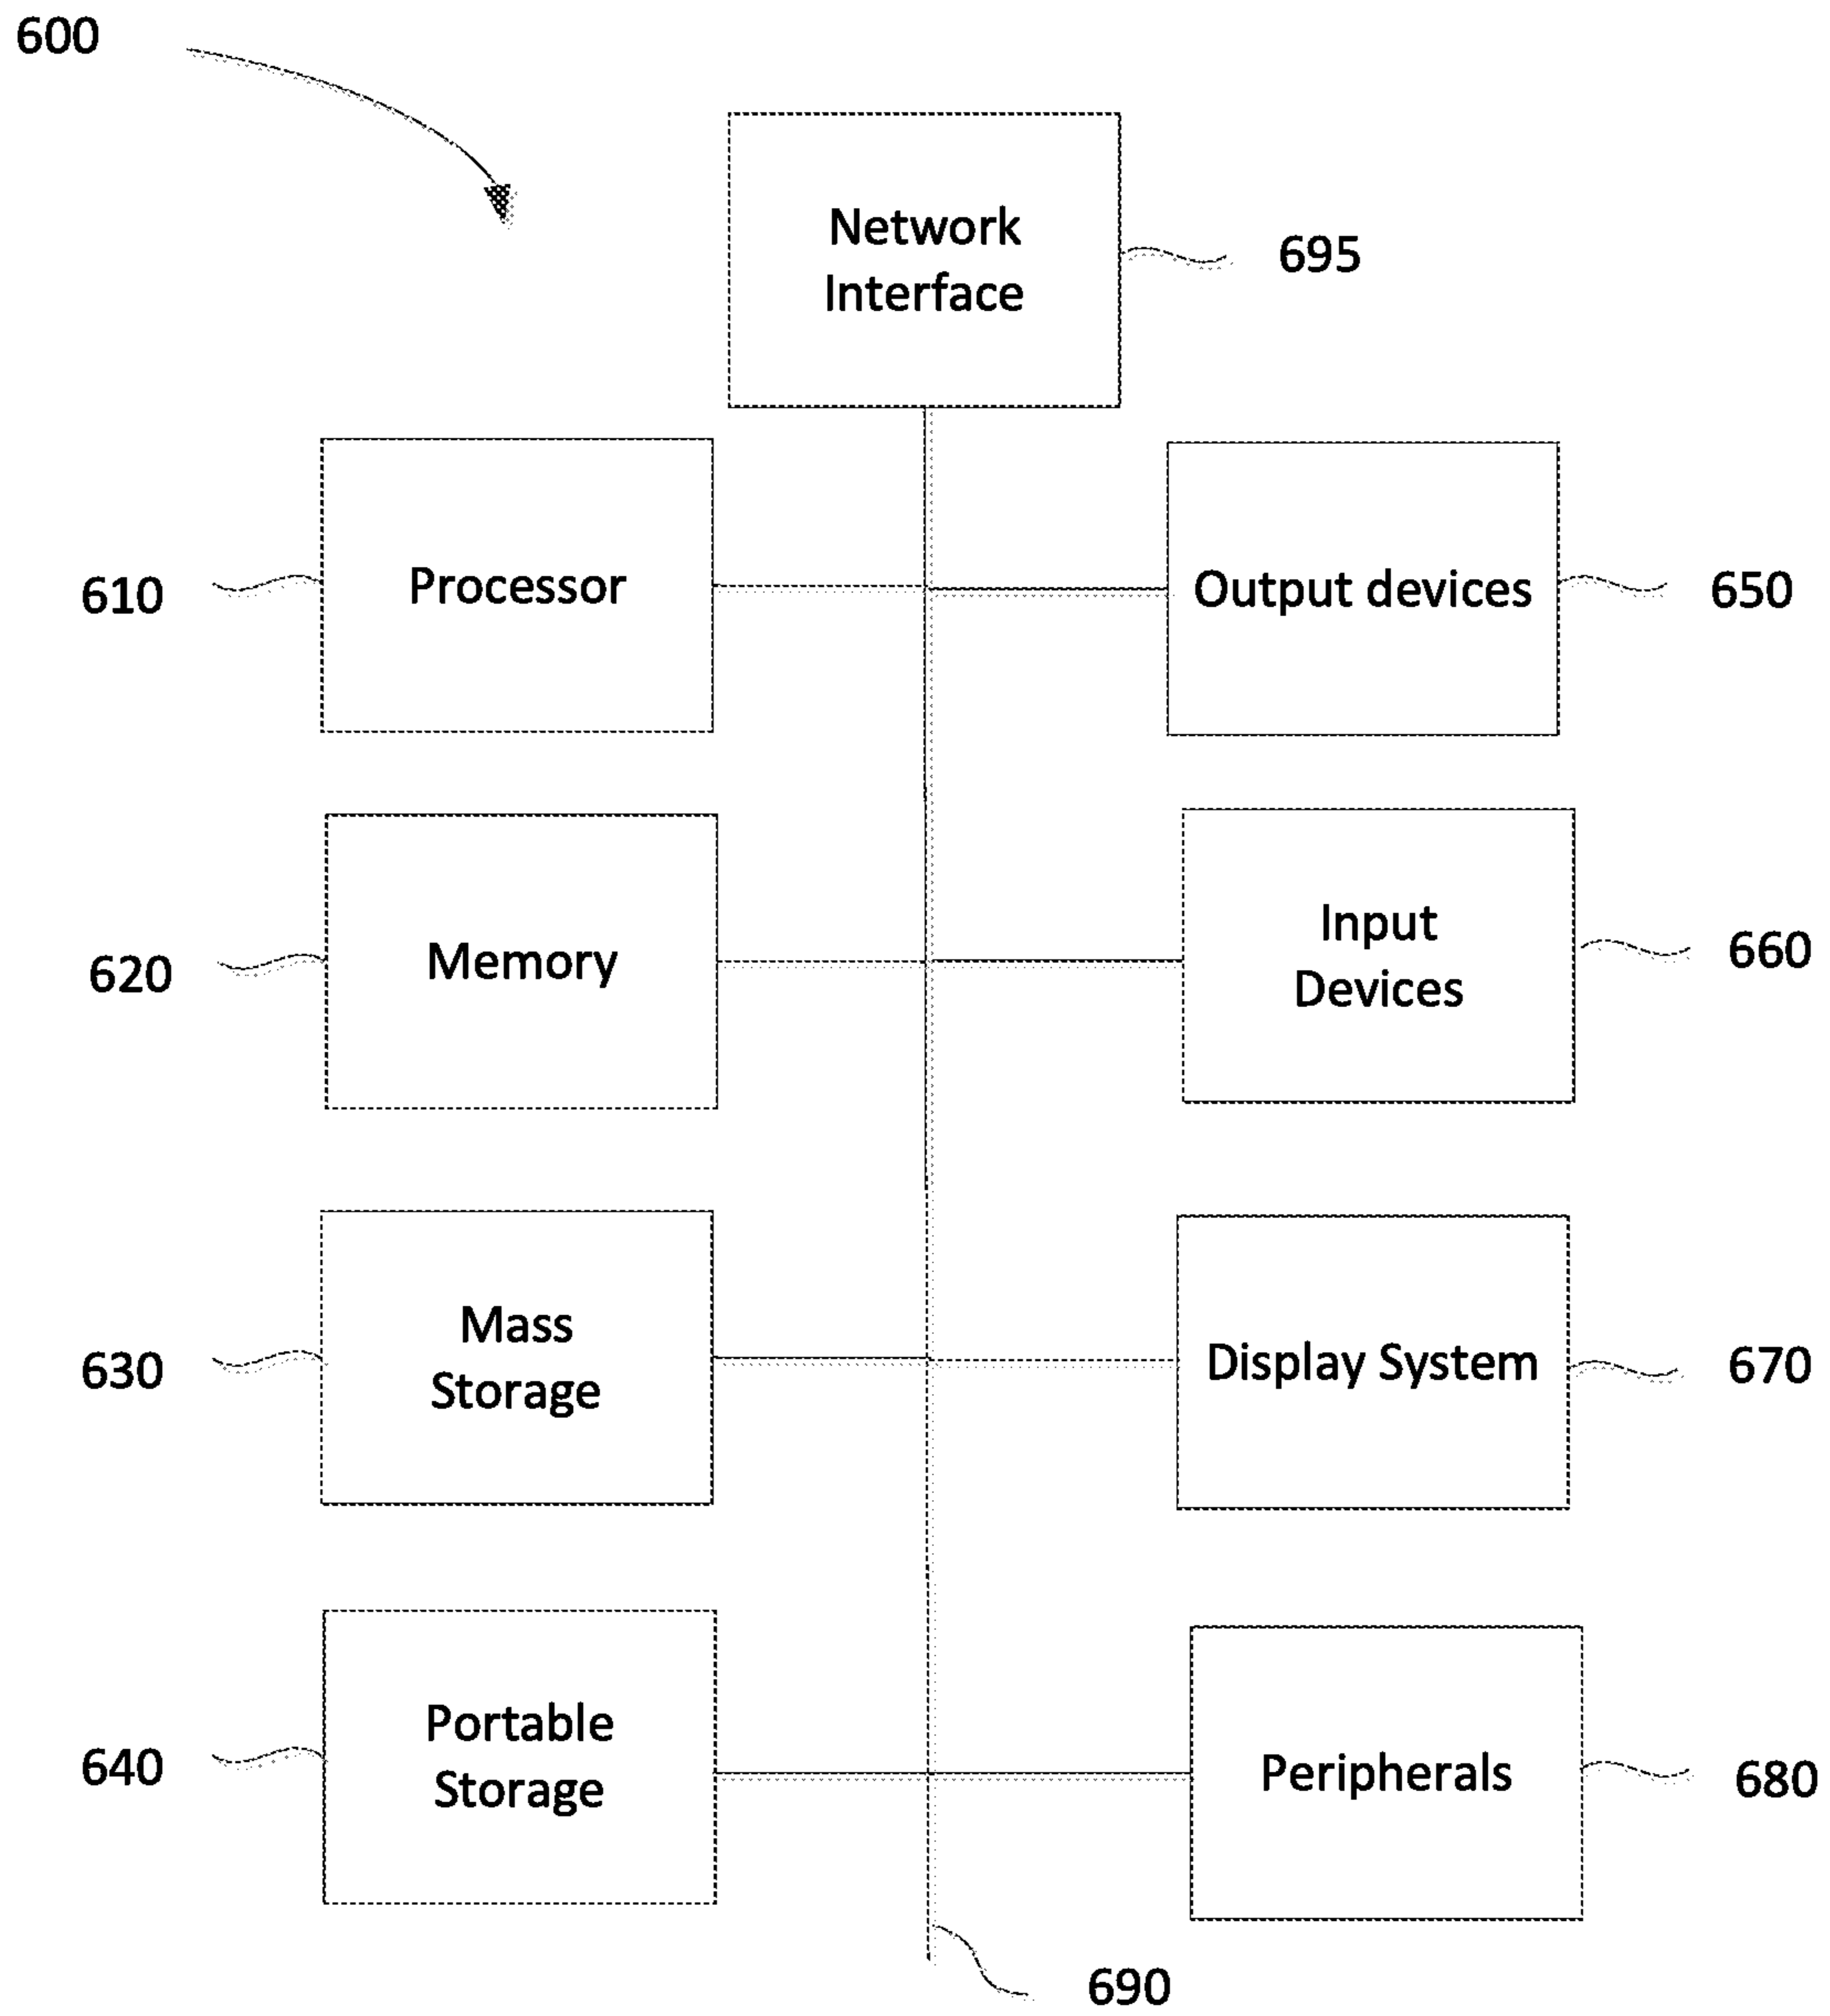 600
Network
Interface
695
610
Processor
Output devices
650
620
Memory
Input
Devices
660
630
Mass
Storage
Display System
670
640
Portable
Storage
Peripherals
680
690